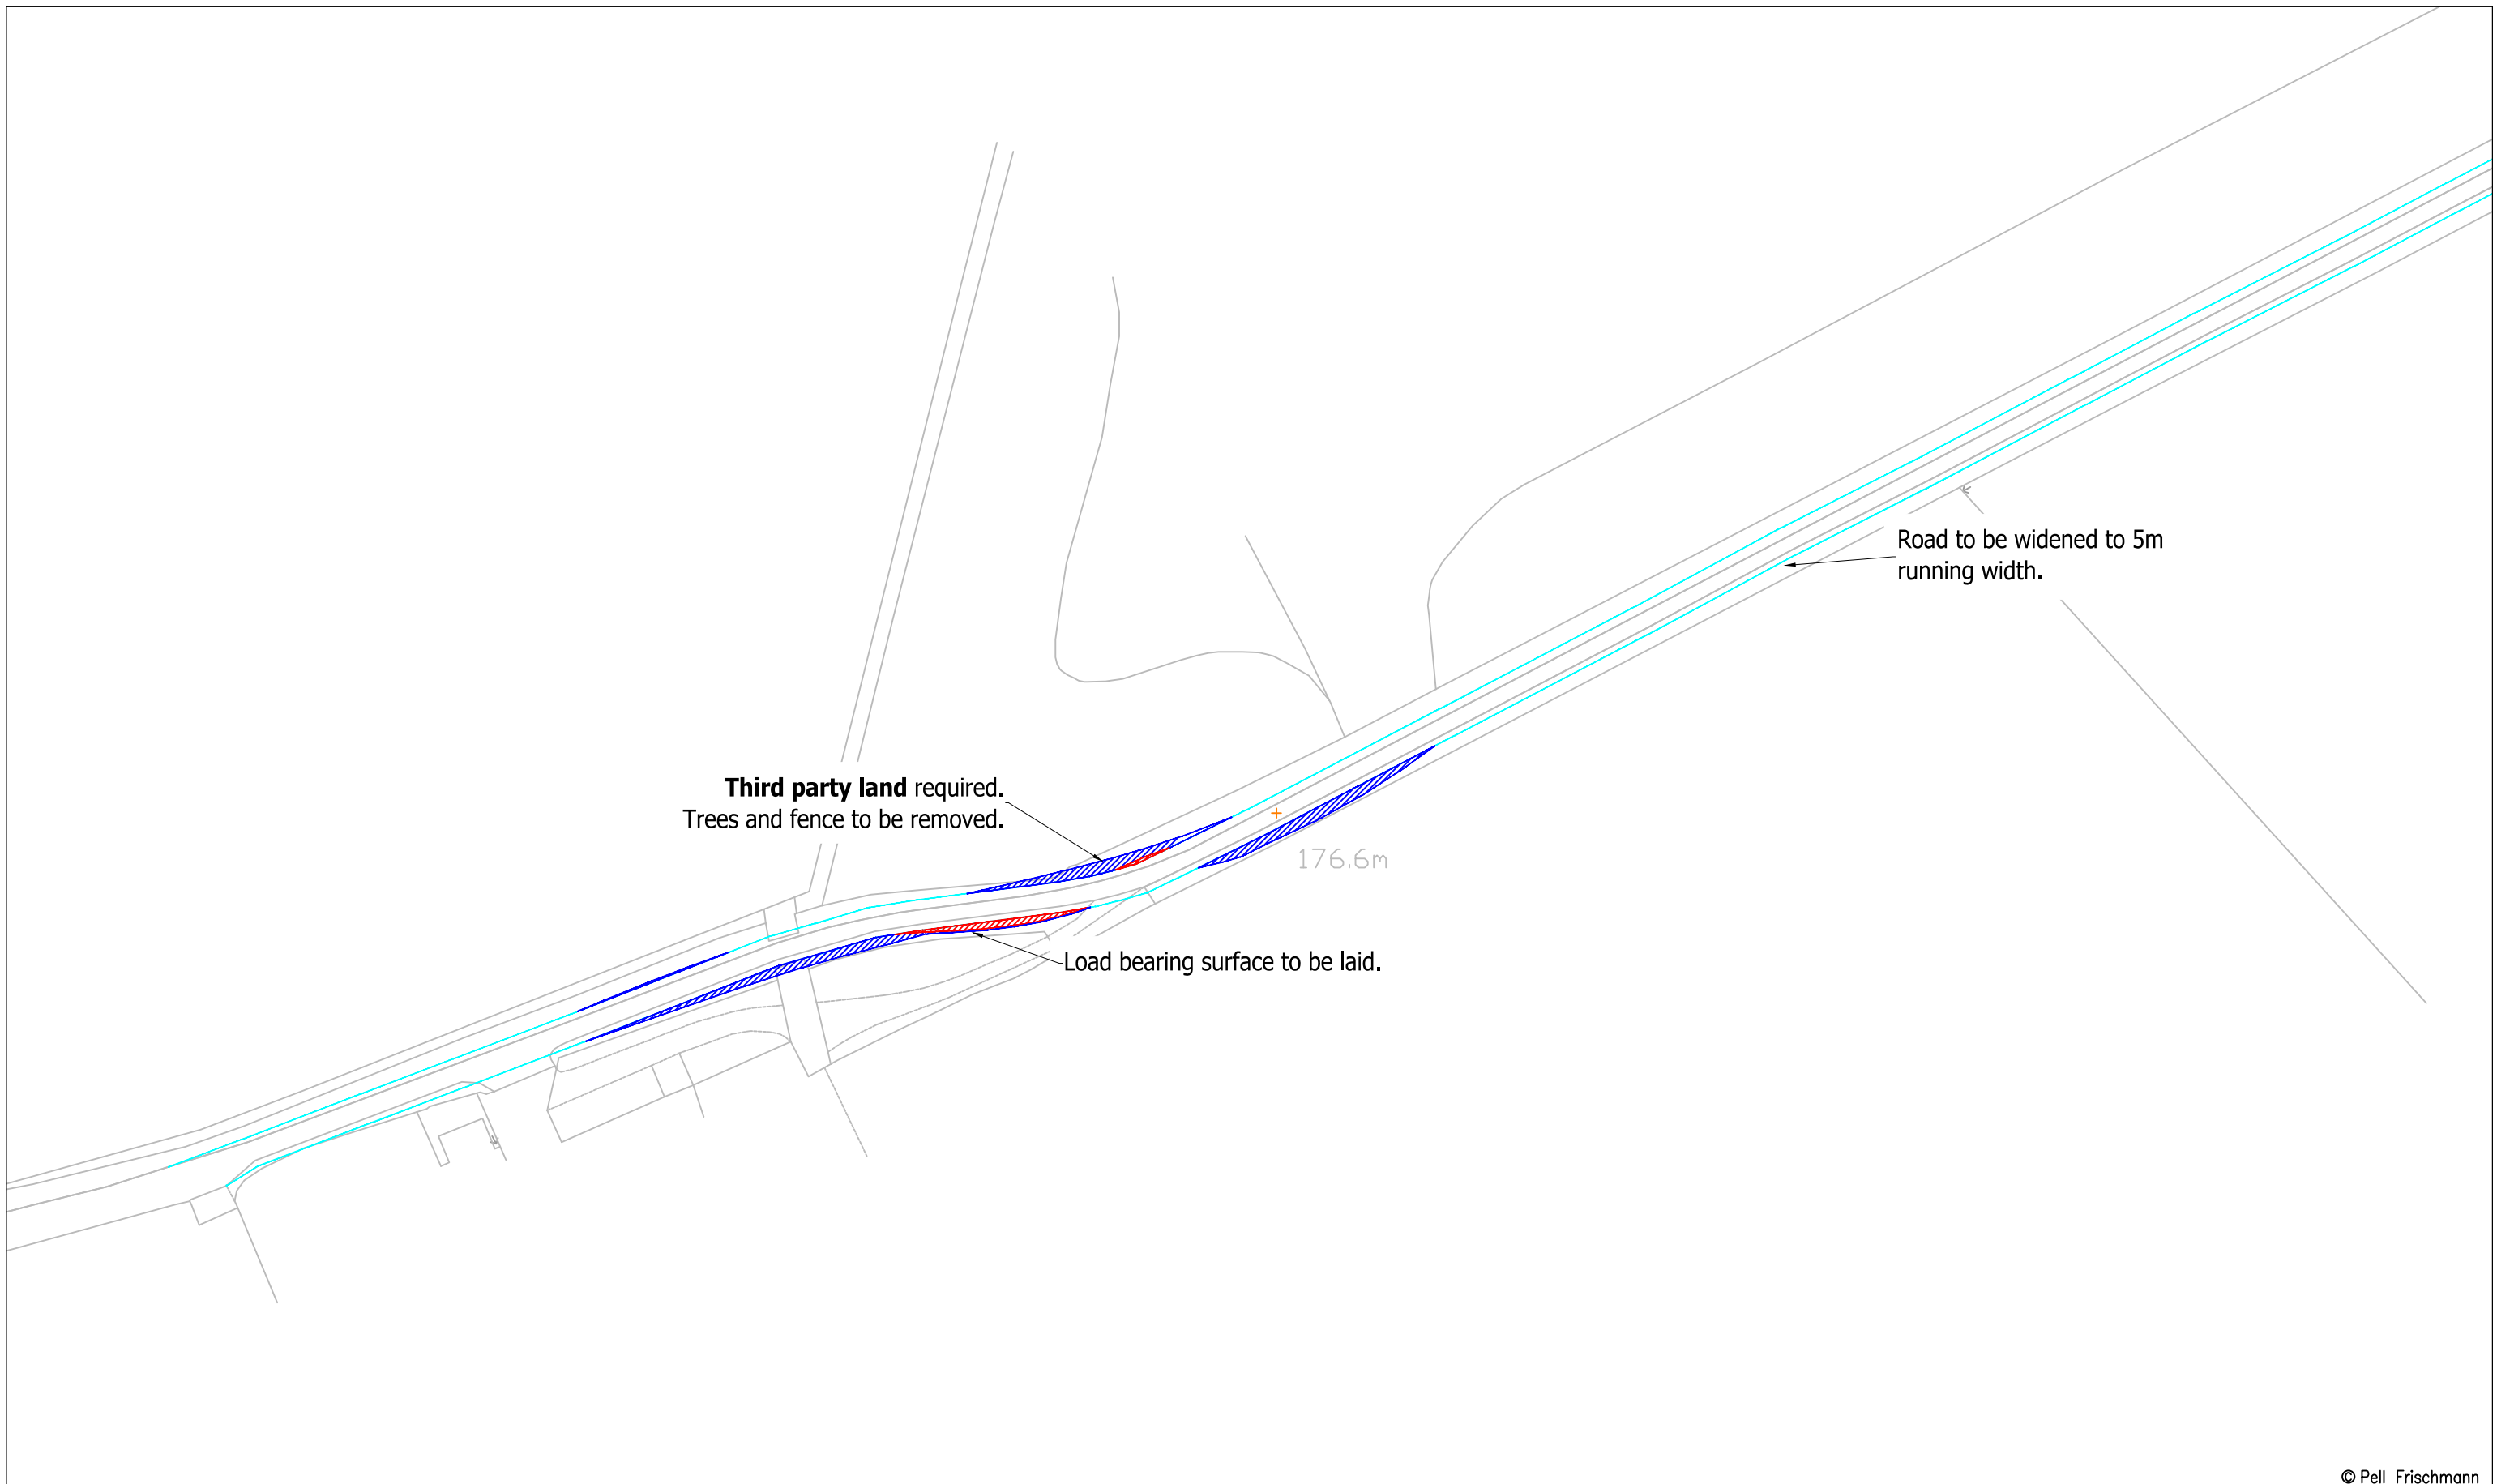 Road to be widened to 5m
running width.
Third party land required.
Trees and fence to be removed.
176.6m
Load bearing surface to be laid.
© Pell Frischmann